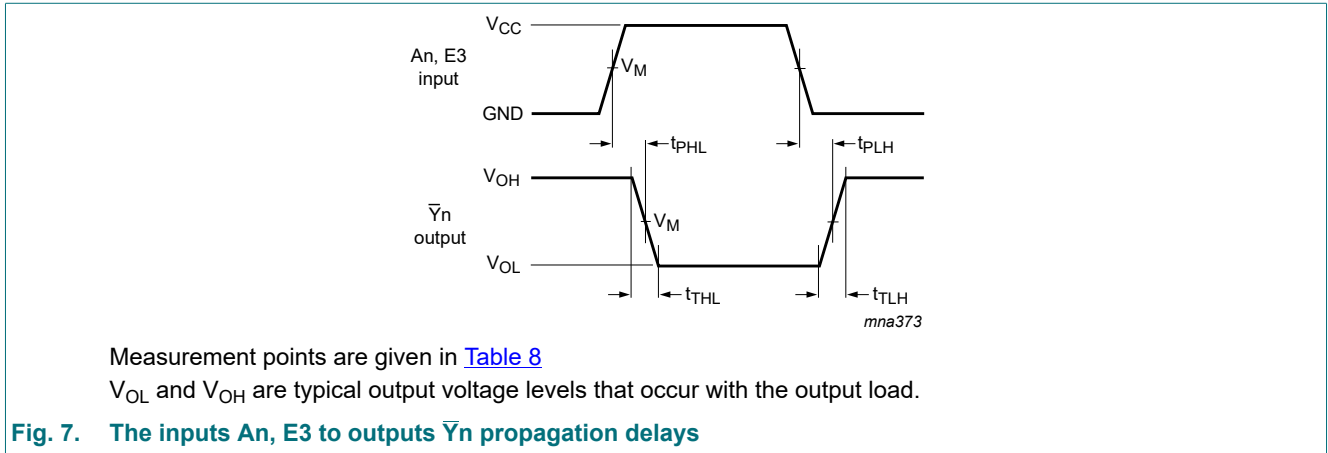 VCC
An, E3
input
VM
GND
tPHL
tPLH
VOH
Y̅n
output
VM
VOL
tTHL
tTLH
mna373
Measurement points are given in Table 8
VOL and VOH are typical output voltage levels that occur with the output load.
Fig. 7. The inputs An, E3 to outputs Y̅n propagation delays